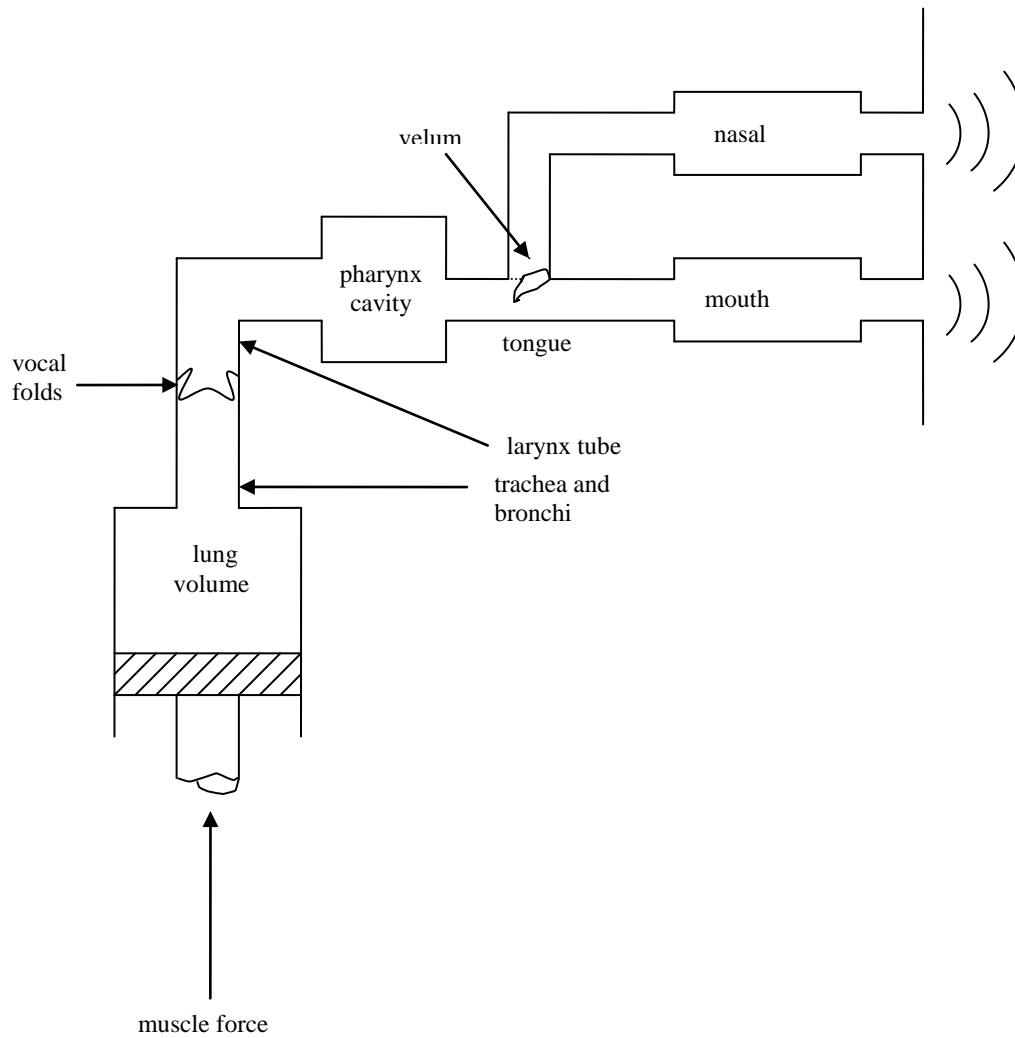 nasal
velum
pharynx
cavity
mouth
tongue
vocal
folds
larynx tube
trachea and
bronchi
lung
volume
muscle force